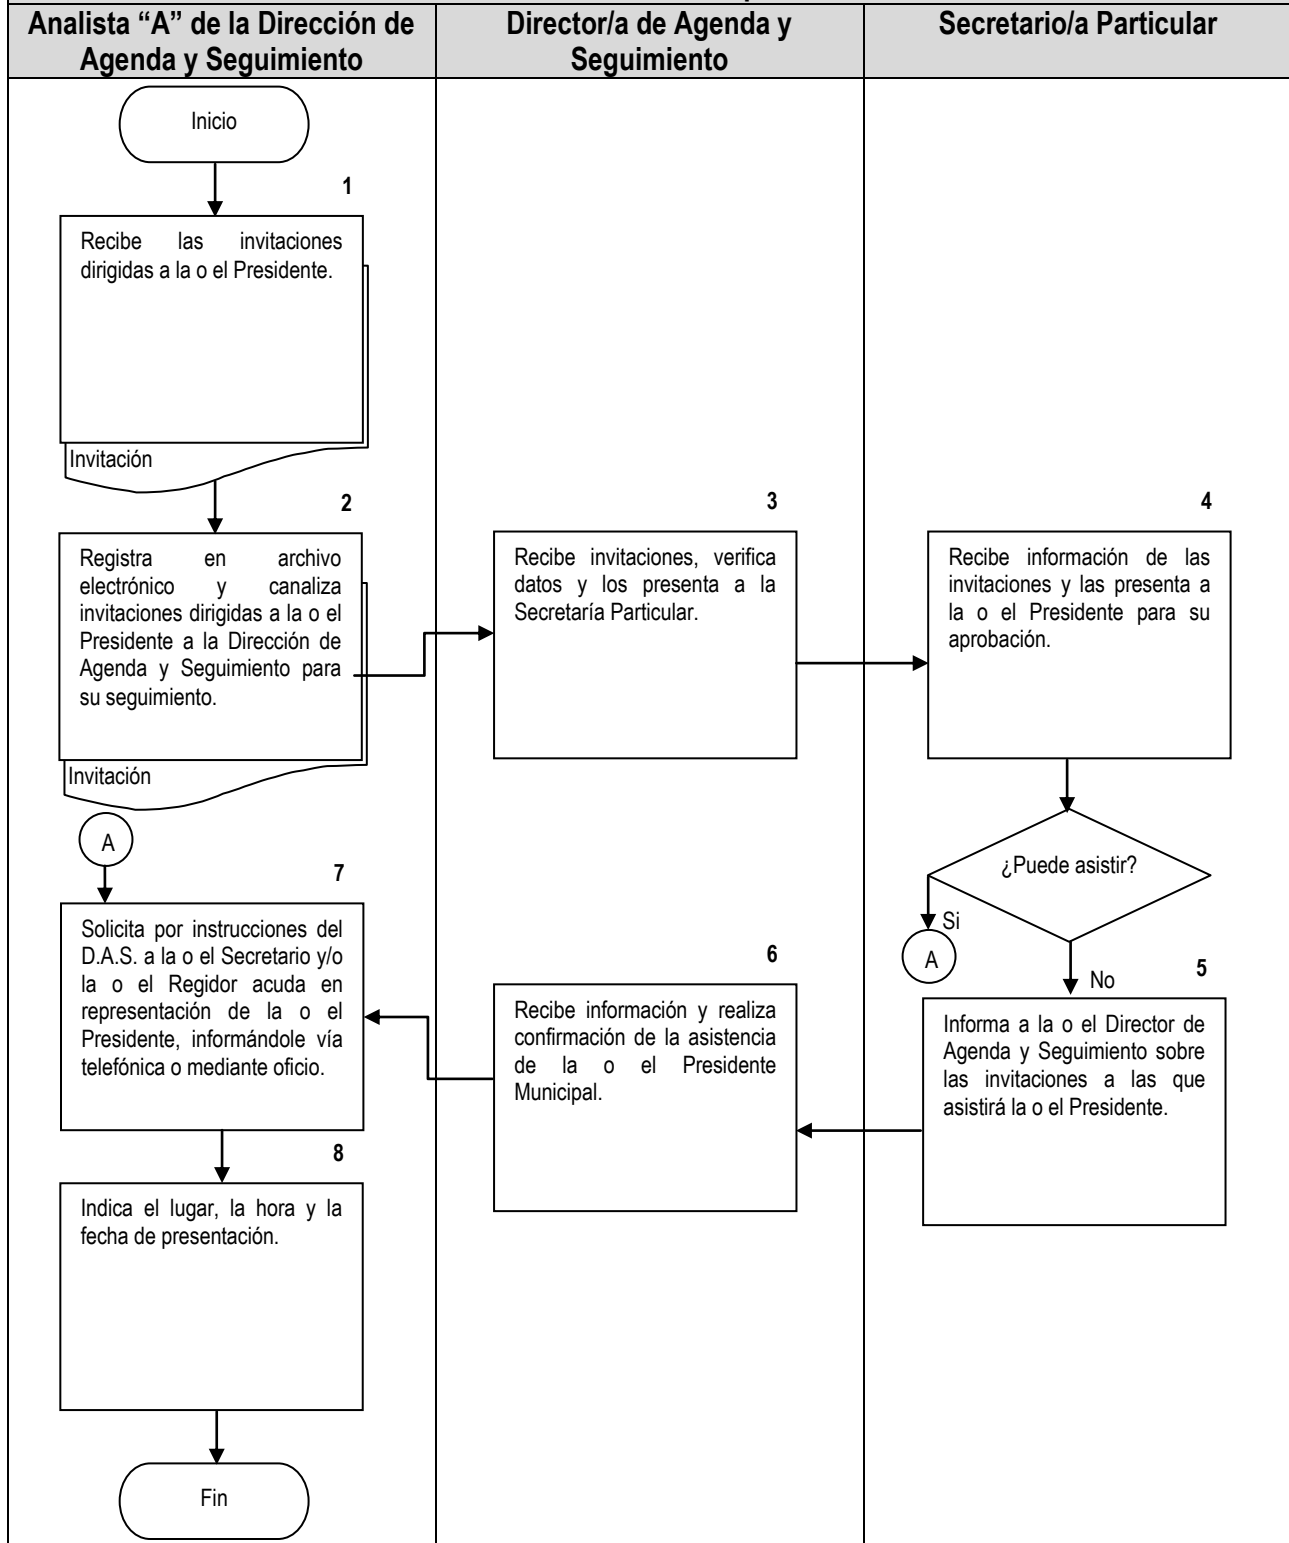 Analista “A” de la Dirección de
Agenda y Seguimiento
Director/a de Agenda y
Seguimiento
Secretario/a Particular
Inicio
1
Recibe las invitaciones
dirigidas a la o el Presidente.
Invitación
2
Registra en archivo
electrónico y canaliza
invitaciones dirigidas a la o el
Presidente a la Dirección de
Agenda y Seguimiento para
su seguimiento.
Invitación
3
Recibe invitaciones, verifica
datos y los presenta a la
Secretaría Particular.
4
Recibe información de las
invitaciones y las presenta a
la o el Presidente para su
aprobación.
¿Puede asistir?
Si
A
No
5
Informa a la o el Director de
Agenda y Seguimiento sobre
las invitaciones a las que
asistirá la o el Presidente.
6
Recibe información y realiza
confirmación de la asistencia
de la o el Presidente
Municipal.
A
7
Solicita por instrucciones del
D.A.S. a la o el Secretario y/o
la o el Regidor acuda en
representación de la o el
Presidente, informándole vía
telefónica o mediante oficio.
8
Indica el lugar, la hora y la
fecha de presentación.
Fin